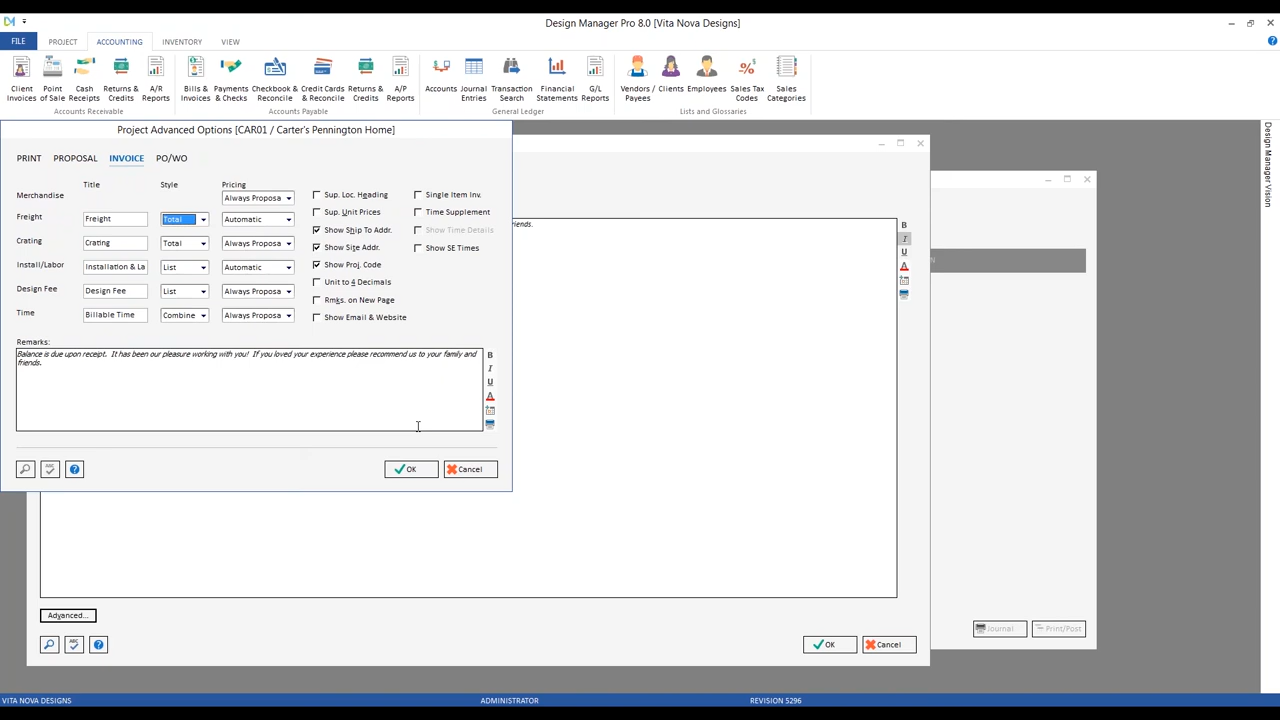 Design Manager Pro 8.0 [Vita Nova Designs]
FILE PROJECT ACCOUNTING INVENTORY VIEW
Client Invoices
Point of Sale
Cash Receipts
Returns & Credits
A/R Reports
Bills & Invoices
Payments & Checks
Checkbook & Reconcile
Credit Cards & Reconcile
Returns & Credits
A/P Reports
Accounts
Journal Entries
Transaction Search
Financial Statements
G/L Reports
Vendors / Payees
Clients
Employees
Sales Tax Codes
Sales Categories
Accounts Receivable
Accounts Payable
General Ledger
Lists and Glossaries
Design Manager Vision
Project Advanced Options [CAR01 / Carter's Pennington Home]
PRINT PROPOSAL INVOICE PO/WO
Title Style Pricing
Merchandise Always Proposa
Freight Freight Total Automatic
Crating Crating Total Always Proposa
Install/Labor Installation & La List Automatic
Design Fee Design Fee List Always Proposa
Time Billable Time Combine Always Proposa
Sup. Loc. Heading
Sup. Unit Prices
Show Ship To Addr.
Show Site Addr.
Show Proj. Code
Unit to 4 Decimals
Rmks. on New Page
Show Email & Website
Single Item Inv.
Time Supplement
Show Time Details
Show SE Times
Remarks:
Balance is due upon receipt. It has been our pleasure working with you! If you loved your experience please recommend us to your family and
friends.
B
I
U
A
OK Cancel
iends.
B
I
U
A
N
Advanced...
OK Cancel
Journal Print/Post
VITA NOVA DESIGNS ADMINISTRATOR REVISION 5296